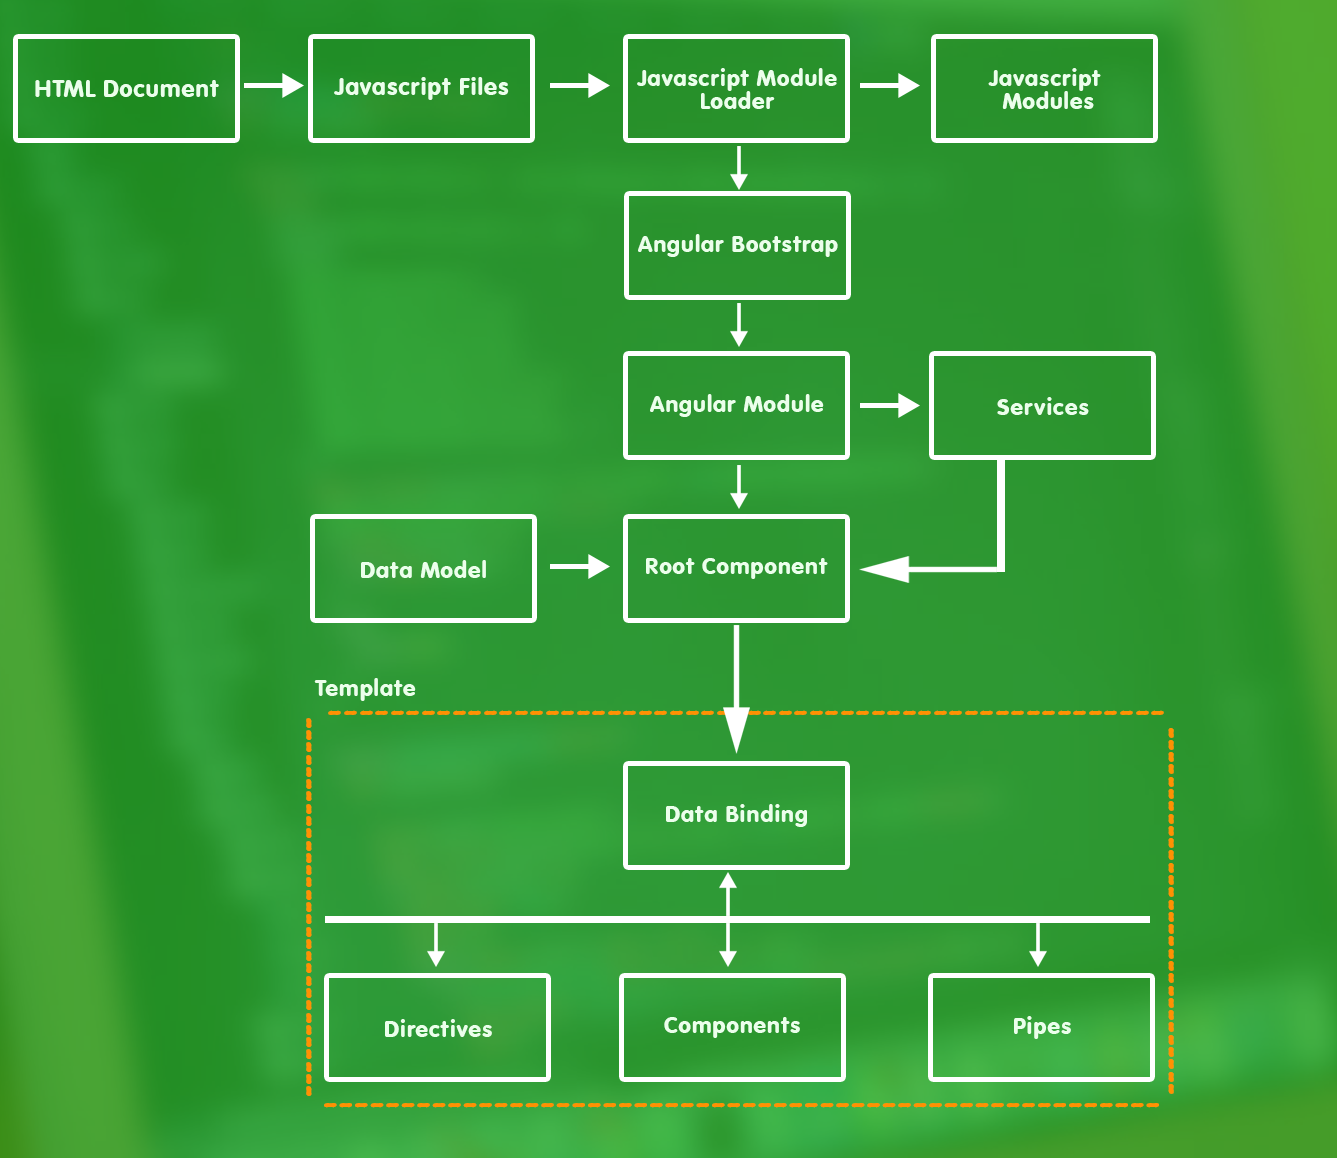 HTML Document
Javascript Files
Javascript Module
Loader
Javascript
Modules
Angular Bootstrap
Angular Module
Services
Data Model
Root Component
Template
Data Binding
Directives
Components
Pipes